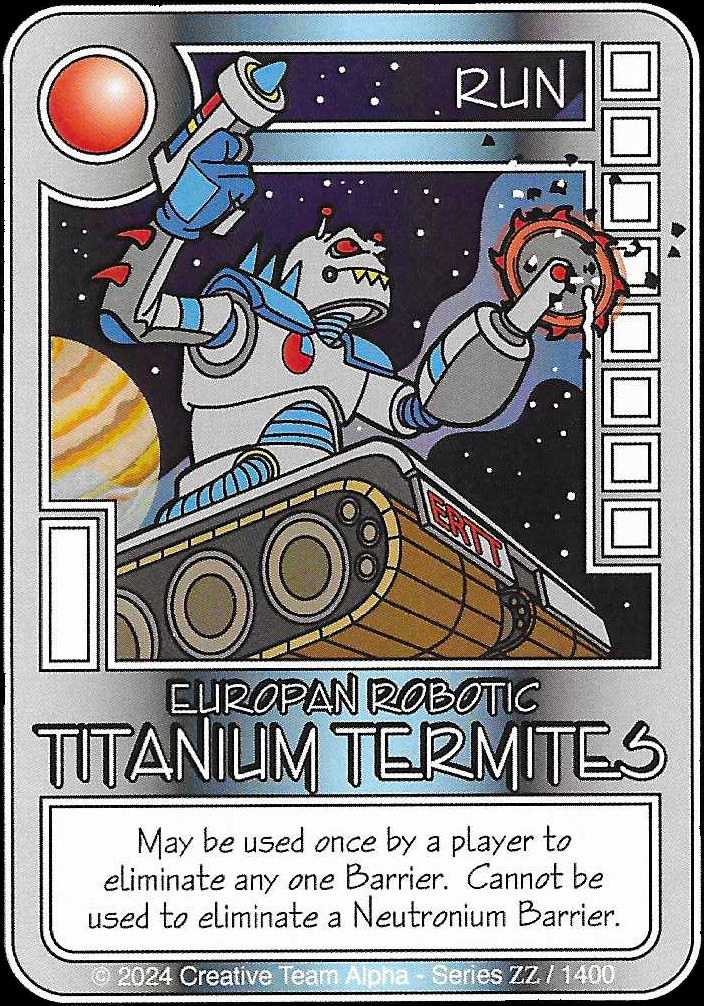 RUN
ERTT
EUROPAN ROBOTIC
TITANIUM TERMITES
May be used once by a player to
eliminate any one Barrier. Cannot be
used to eliminate a Neutronium Barrier.
© 2024 Creative Team Alpha - Series ZZ / 1400